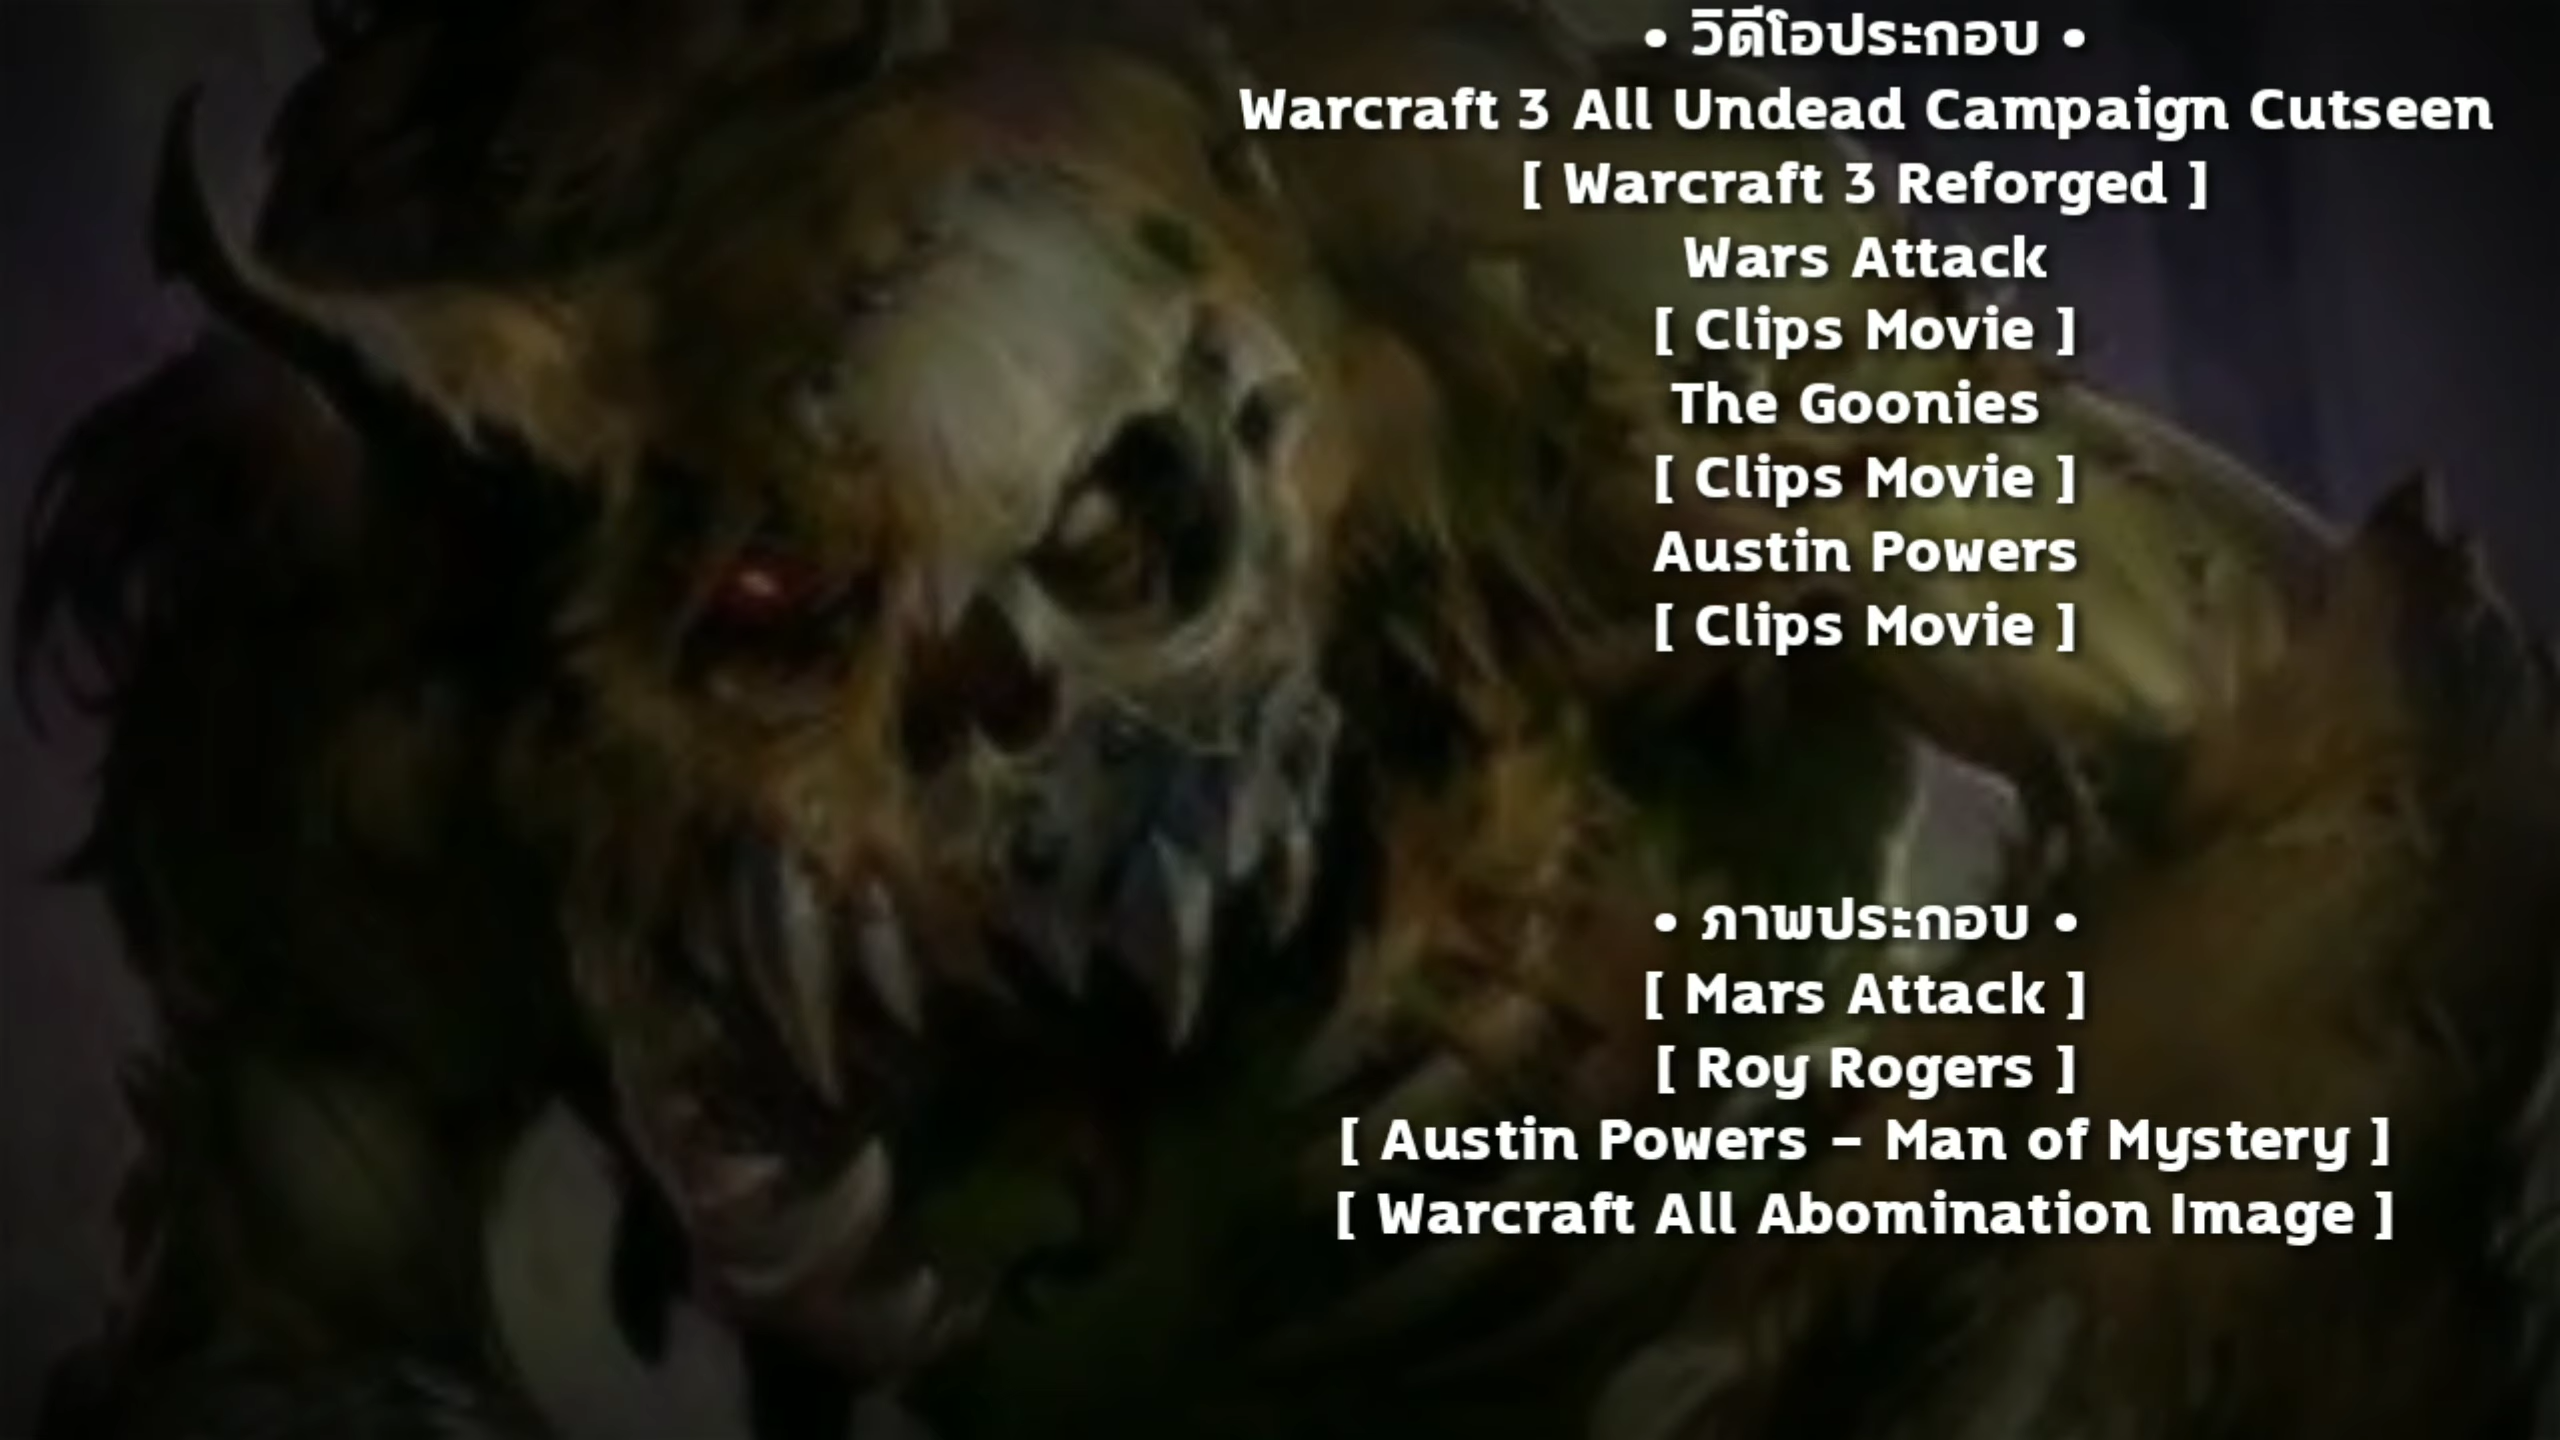 • วิดีโอประกอบ •
Warcraft 3 All Undead Campaign Cutseen
[ Warcraft 3 Reforged ]
Wars Attack
[ Clips Movie ]
The Goonies
[ Clips Movie ]
Austin Powers
[ Clips Movie ]
• ภาพประกอบ •
[ Mars Attack ]
[ Roy Rogers ]
[ Austin Powers – Man of Mystery ]
[ Warcraft All Abomination Image ]